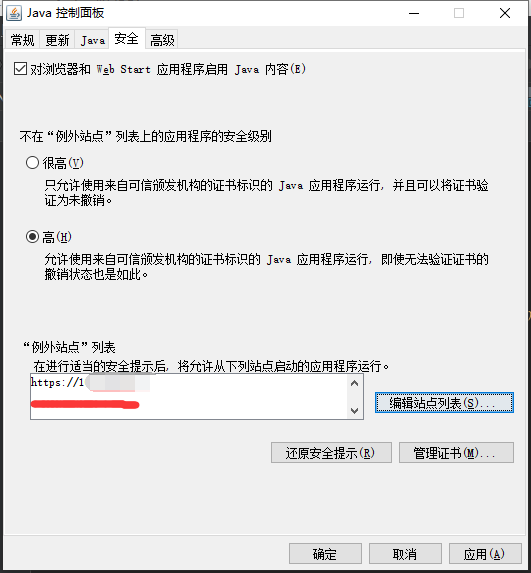 Java 控制面板
常规 更新 Java 安全 高级
对浏览器和 Web Start 应用程序启用 Java 内容(E)
不在“例外站点”列表上的应用程序的安全级别
很高(V)
只允许使用来自可信颁发机构的证书标识的 Java 应用程序运行, 并且可以将证书验
证为未撤销。
高(H)
允许使用来自可信颁发机构的证书标识的 Java 应用程序运行, 即使无法验证证书的
撤销状态也是如此。
“例外站点”列表
在进行适当的安全提示后, 将允许从下列站点启动的应用程序运行。
https://1
编辑站点列表(S)...
还原安全提示(R) 管理证书(M)...
确定 取消 应用(A)